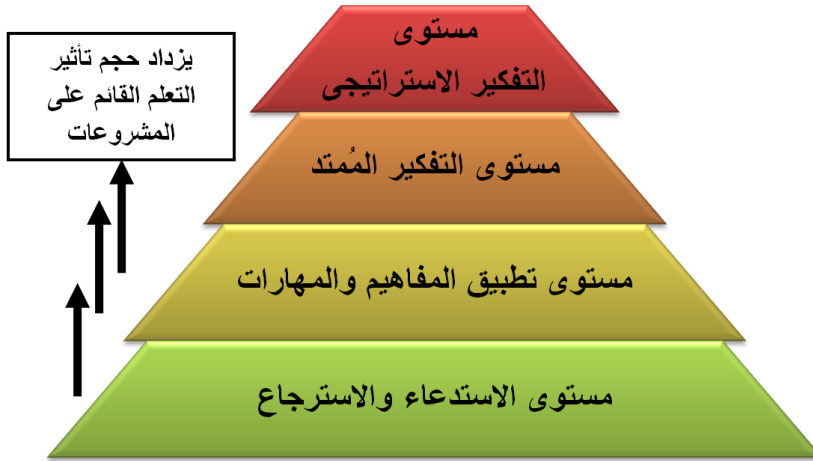 مستوى
التفكير الاستراتيجى
يزداد حجم تأثير
التعلم القائم على
المشروعات
مستوى التفكير المُمتد
مستوى تطبيق المفاهيم والمهارات
مستوى الاستدعاء والاسترجاع